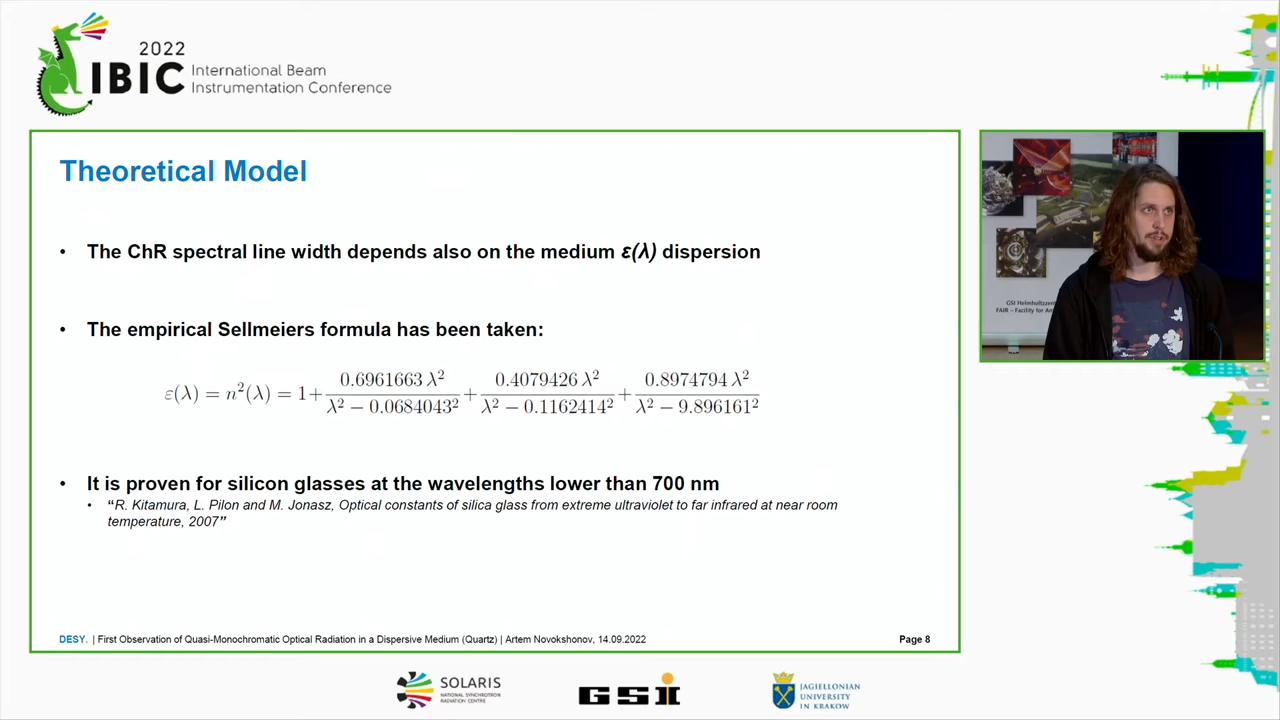 2022
IBIC International Beam
Instrumentation Conference
Theoretical Model
• The ChR spectral line width depends also on the medium ε(λ) dispersion
• The empirical Sellmeiers formula has been taken:
ε(λ) = n²(λ) = 1 + 0.6961663 λ² / (λ² − 0.0684043²) + 0.4079426 λ² / (λ² − 0.1162414²) + 0.8974794 λ² / (λ² − 9.896161²)
• It is proven for silicon glasses at the wavelengths lower than 700 nm
• “R. Kitamura, L. Pilon and M. Jonasz, Optical constants of silica glass from extreme ultraviolet to far infrared at near room
temperature, 2007”
DESY. | First Observation of Quasi-Monochromatic Optical Radiation in a Dispersive Medium (Quartz) | Artem Novokshonov, 14.09.2022
Page 8
GSI
FAIR – Facility for
SOLARIS
NATIONAL SYNCHROTRON
RADIATION CENTRE
GSI
JAGIELLONIAN
UNIVERSITY
IN KRAKOW